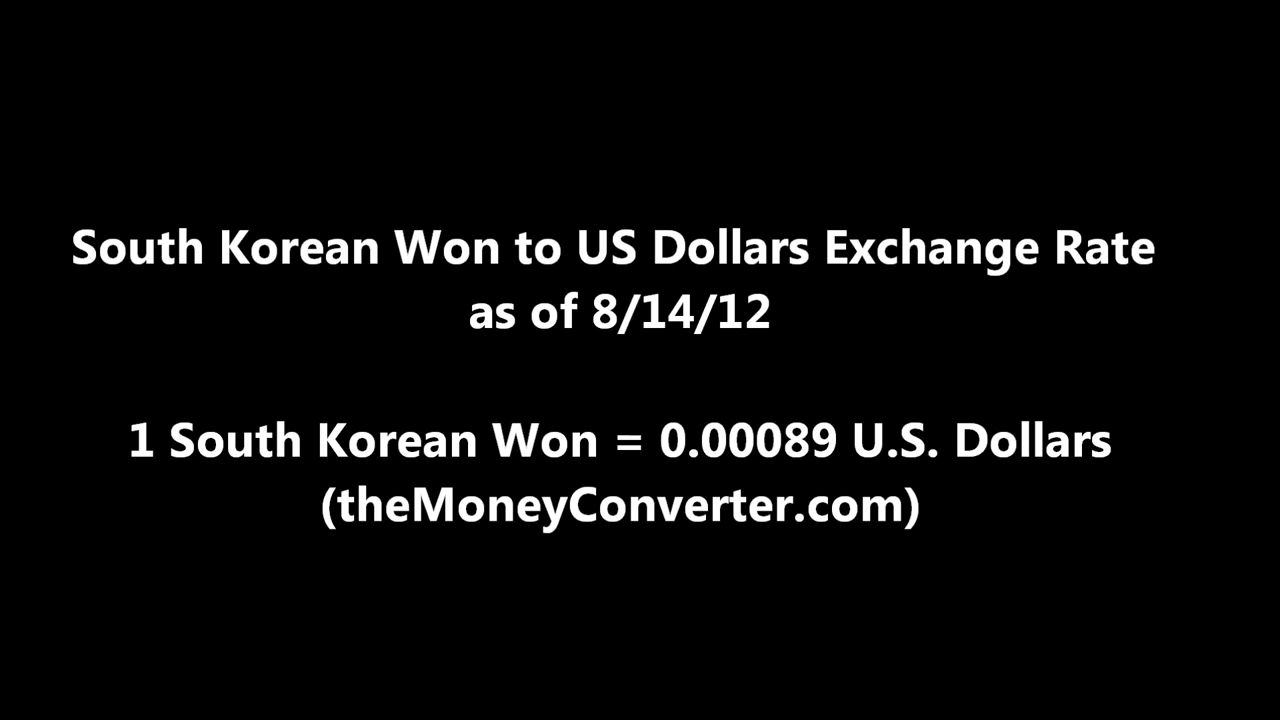 South Korean Won to US Dollars Exchange Rate
as of 8/14/12
1 South Korean Won = 0.00089 U.S. Dollars
(theMoneyConverter.com)